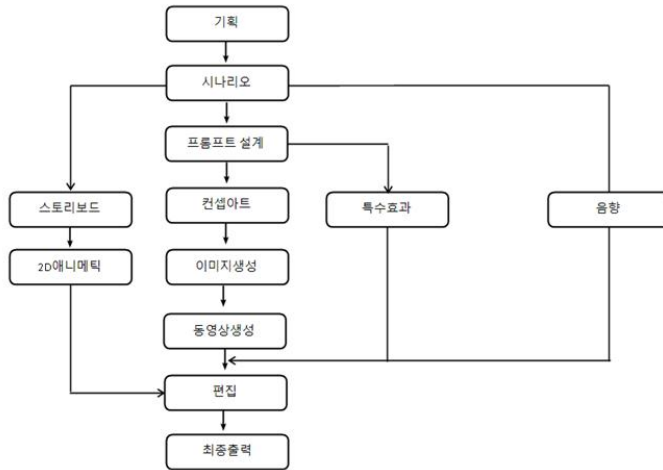 기획
시나리오
프롬프트 설계
스토리보드
컨셉아트
특수효과
음향
2D애니메틱
이미지생성
동영상생성
편집
최종출력